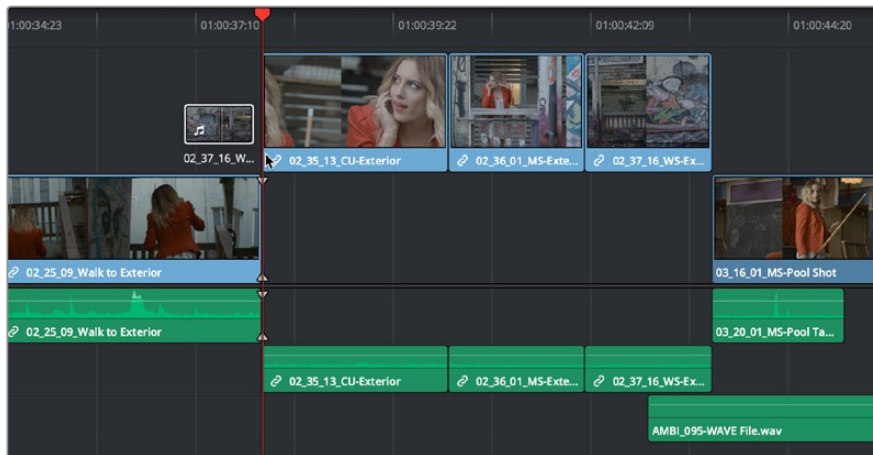 1:00:34:23 01:00:37:10 01:00:39:22 01:00:42:09 01:00:44:20
02_37_16_W...
02_35_13_CU-Exterior 02_36_01_MS-Exte... 02_37_16_WS-Ex...
02_25_09_Walk to Exterior 03_16_01_MS-Pool Shot
02_25_09_Walk to Exterior 03_20_01_MS-Pool Ta...
02_35_13_CU-Exterior 02_36_01_MS-Exte... 02_37_16_WS-Ex...
AMBI_095-WAVE File.wav